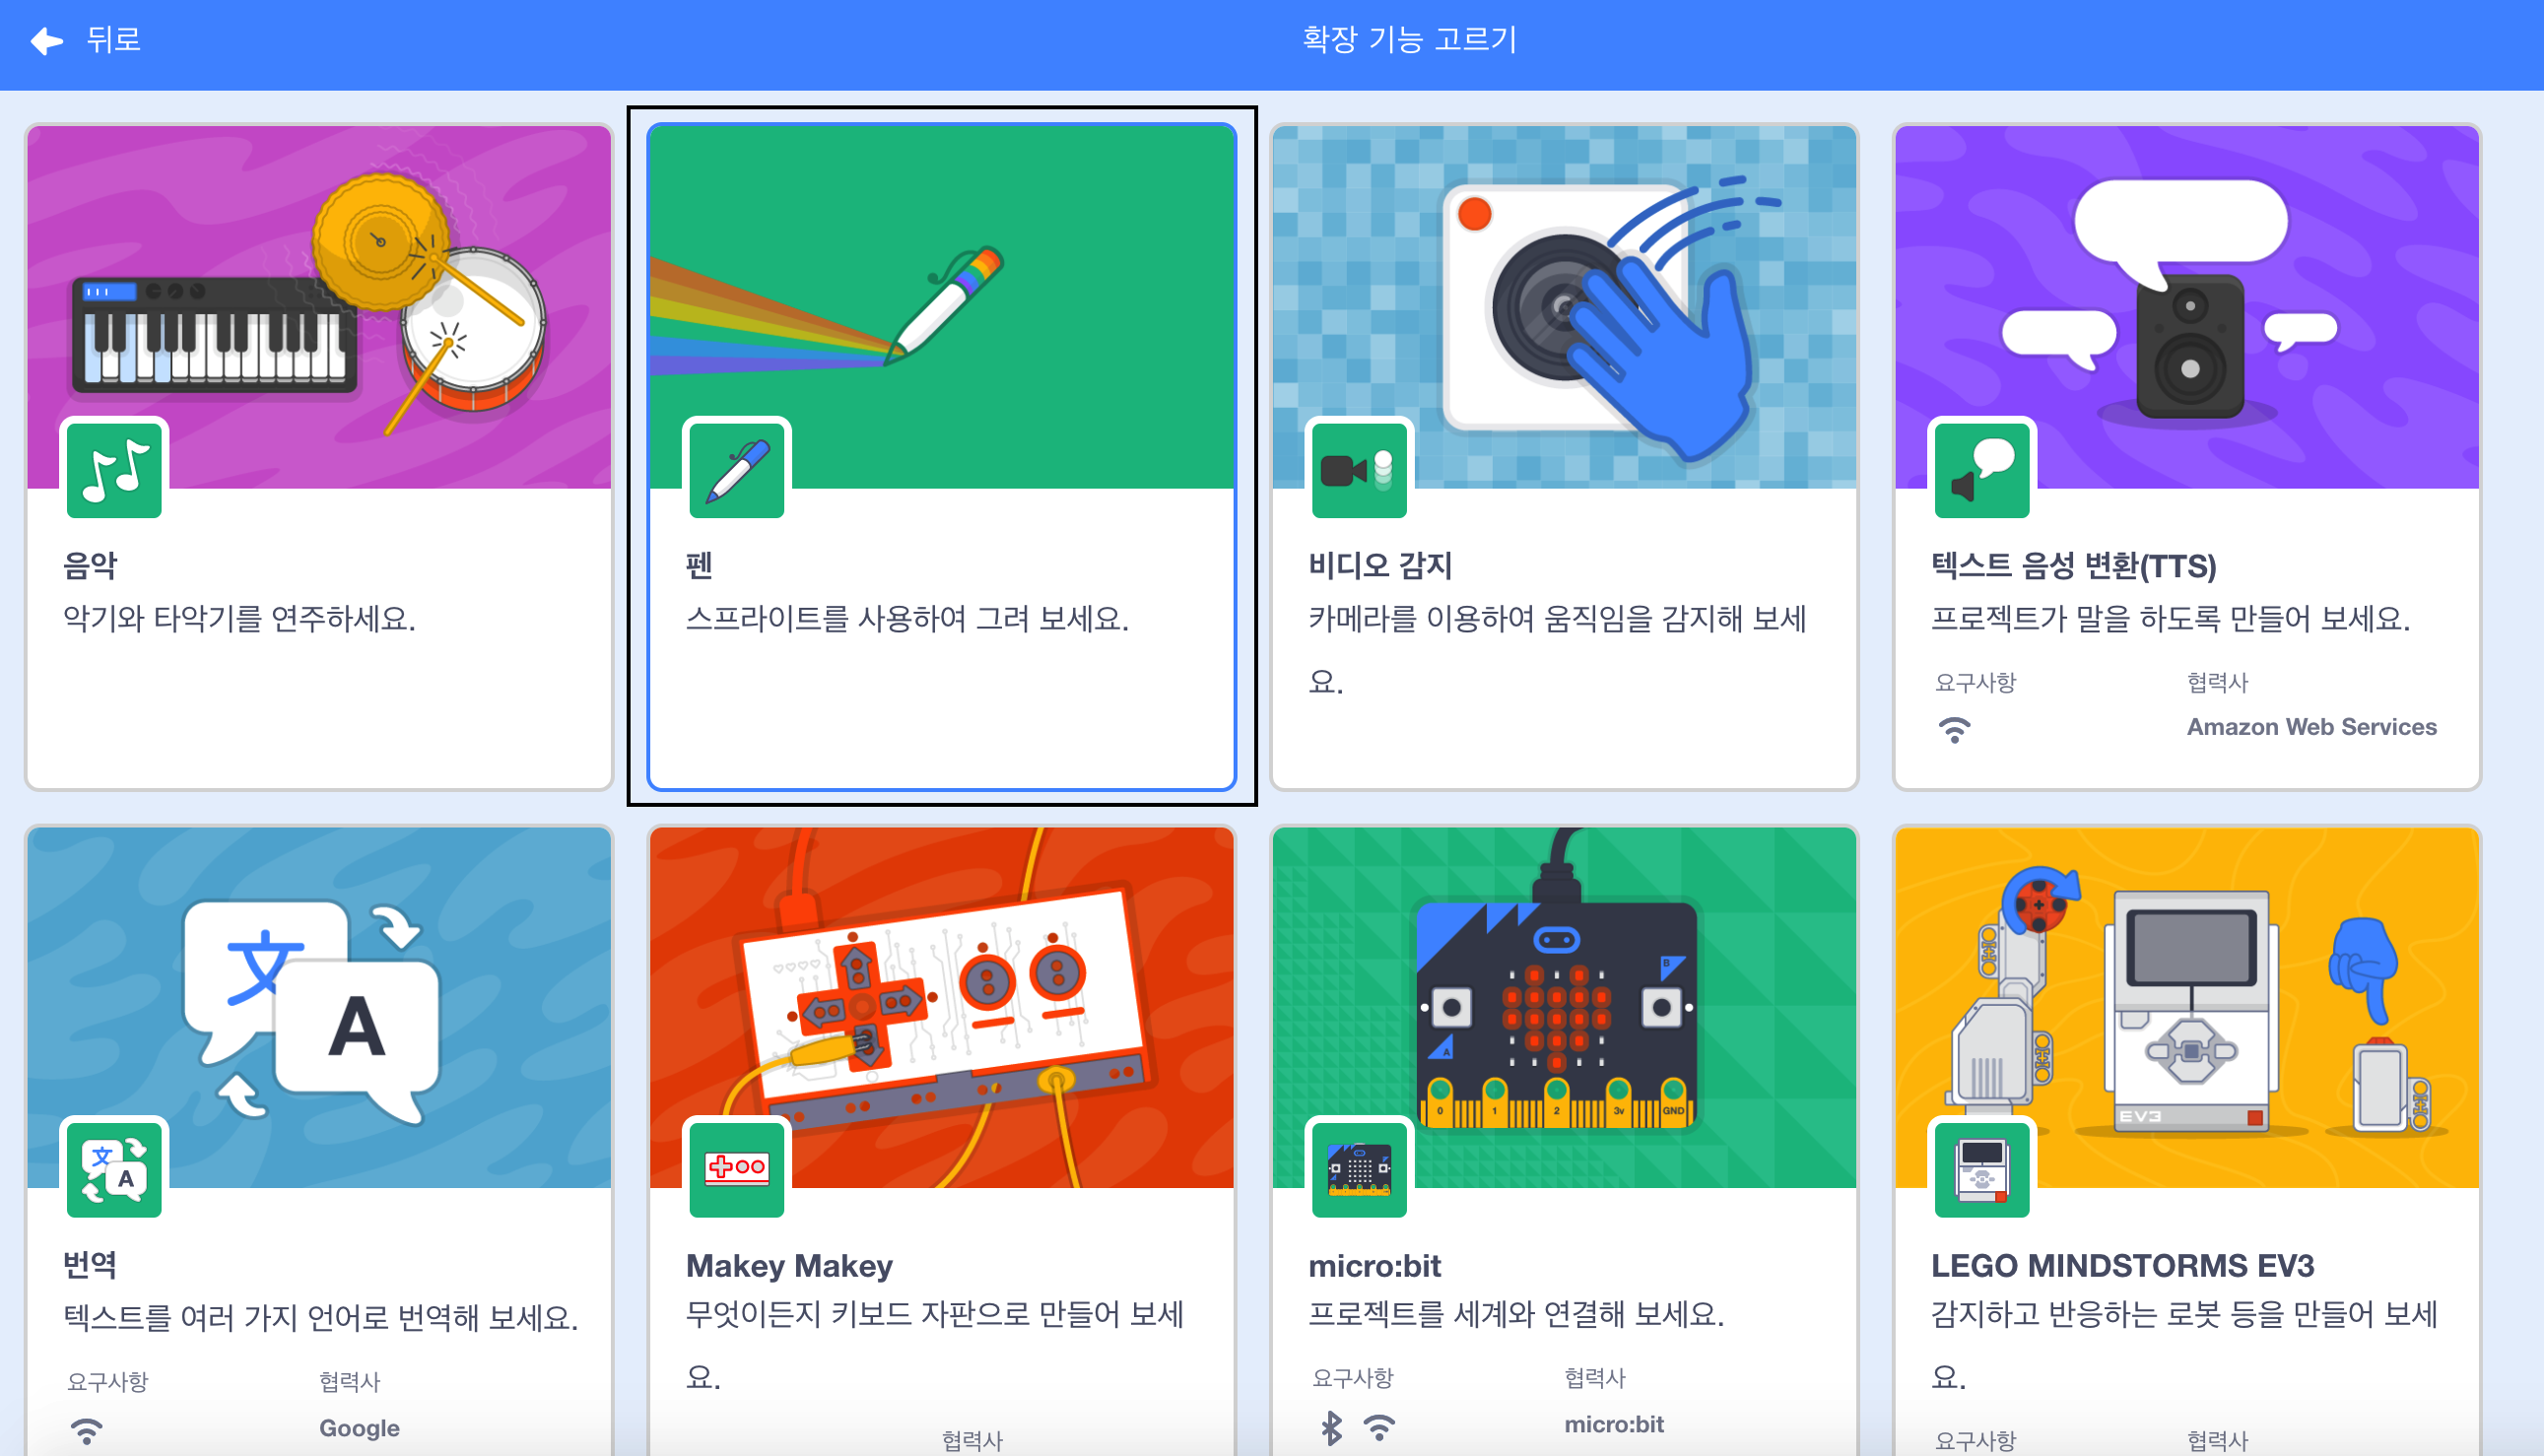 뒤로
확장 기능 고르기
음악
악기와 타악기를 연주하세요.
펜
스프라이트를 사용하여 그려 보세요.
비디오 감지
카메라를 이용하여 움직임을 감지해 보세
요.
텍스트 음성 변환(TTS)
프로젝트가 말을 하도록 만들어 보세요.
요구사항
협력사
Amazon Web Services
文
A
文
A
번역
텍스트를 여러 가지 언어로 번역해 보세요.
요구사항
협력사
Google
Makey Makey
무엇이든지 키보드 자판으로 만들어 보세
요.
협력사
B
A
0 1 2 3v GND
micro:bit
프로젝트를 세계와 연결해 보세요.
요구사항
협력사
micro:bit
EV3
LEGO MINDSTORMS EV3
감지하고 반응하는 로봇 등을 만들어 보세
요.
요구사항
협력사